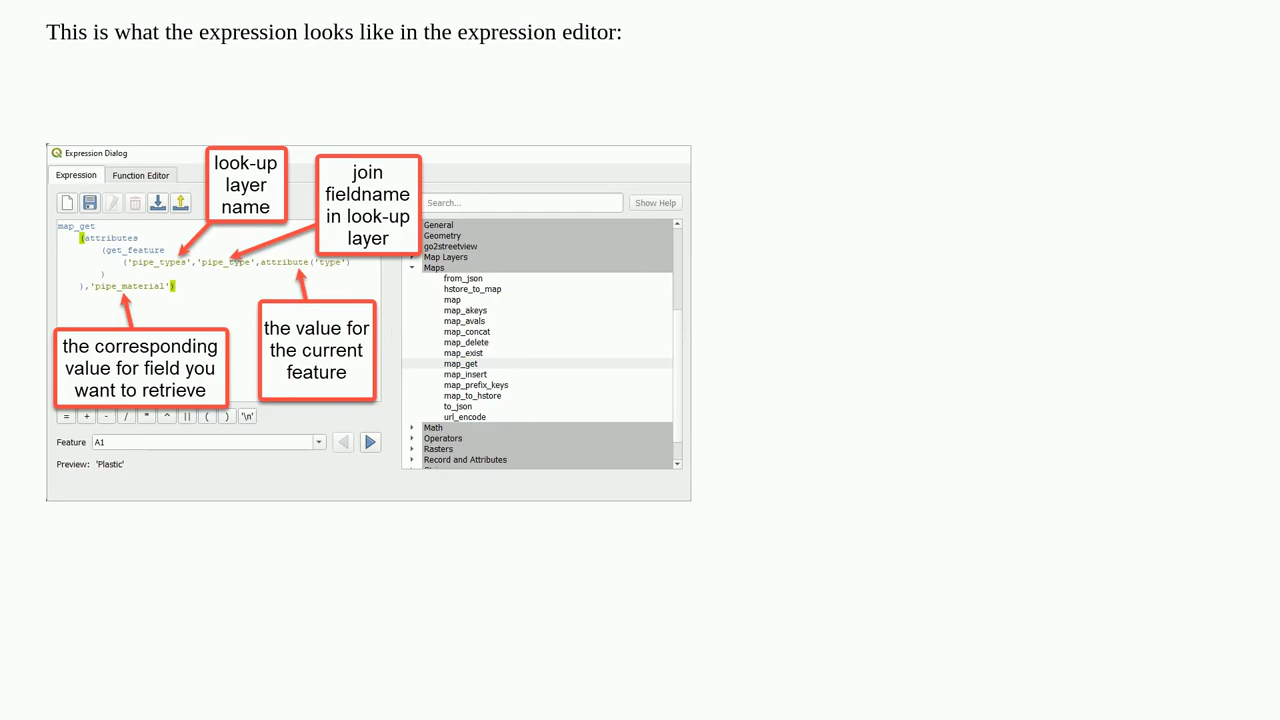 This is what the expression looks like in the expression editor:
Expression Dialog
Expression
Function Editor
look-up
layer
name
join
fieldname
in look-up
layer
Search...
Show Help
map_get
(attributes
(get_feature
('pipe_types','pipe_type',attribute('type')
)
),'pipe_material')
the corresponding
value for field you
want to retrieve
the value for
the current
feature
General
Geometry
go2streetview
Map Layers
Maps
from_json
hstore_to_map
map
map_akeys
map_avals
map_concat
map_delete
map_exist
map_get
map_insert
map_prefix_keys
map_to_hstore
to_json
url_encode
Math
Operators
Rasters
Record and Attributes
= + - / * ^ || ( ) '\n'
Feature A1
Preview: 'Plastic'